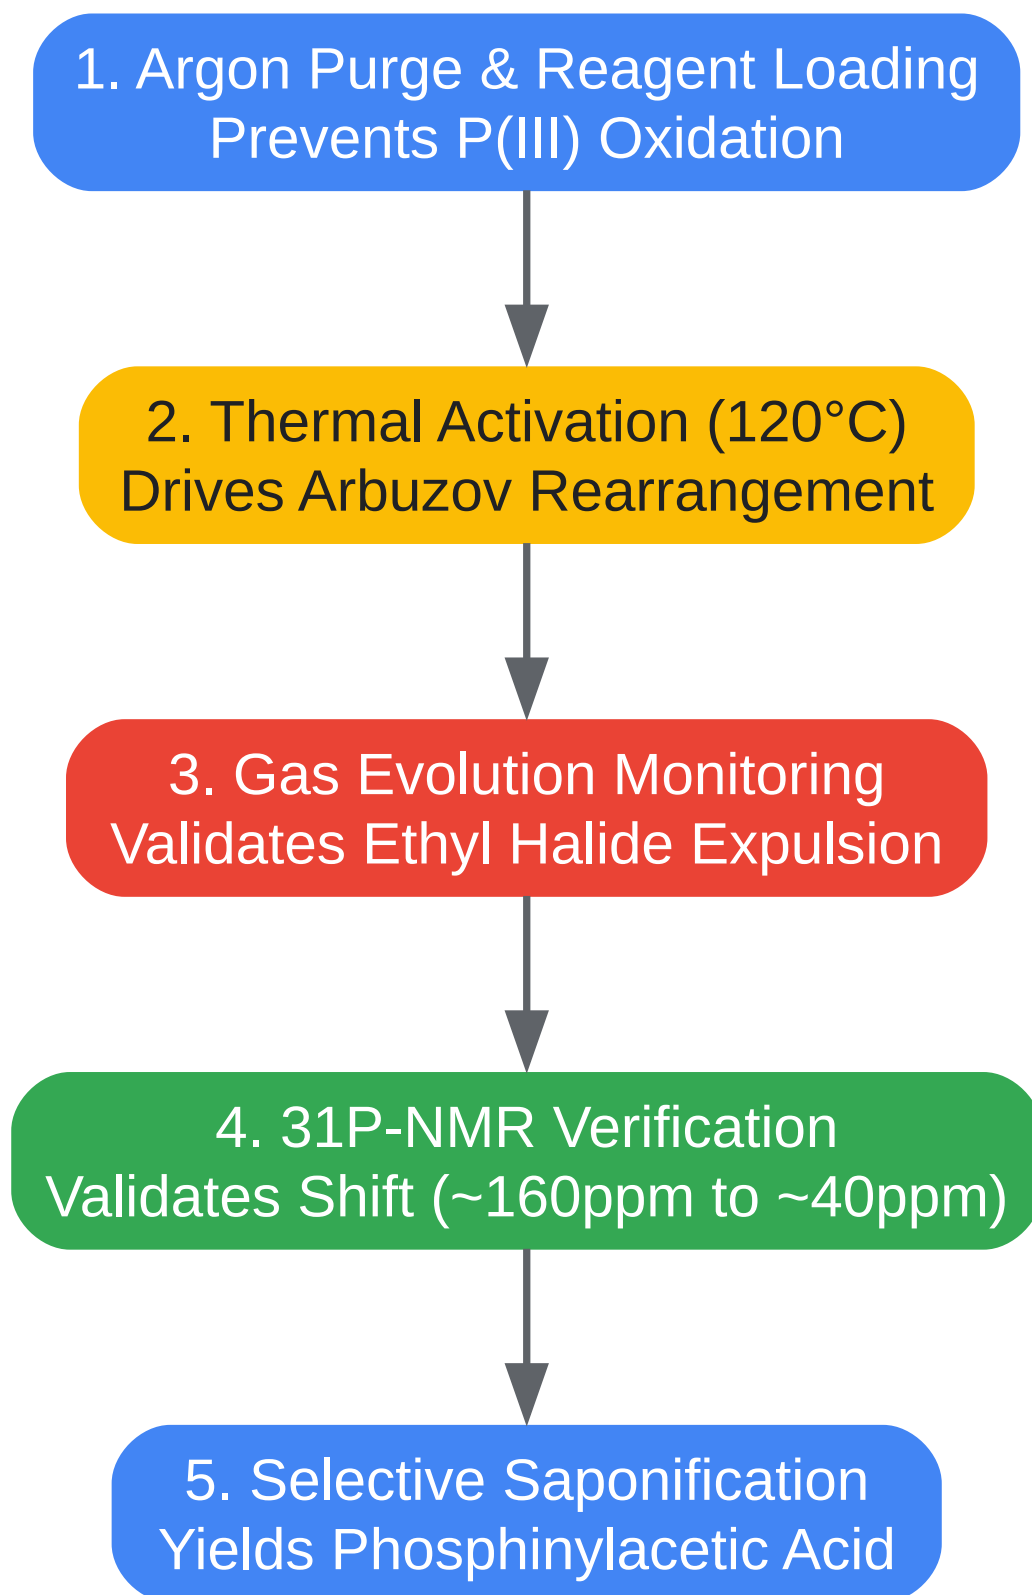 1. Argon Purge & Reagent Loading
Prevents P(III) Oxidation
2. Thermal Activation (120°C)
Drives Arbuzov Rearrangement
3. Gas Evolution Monitoring
Validates Ethyl Halide Expulsion
4. 31P-NMR Verification
Validates Shift (~160ppm to ~40ppm)
5. Selective Saponification
Yields Phosphinylacetic Acid